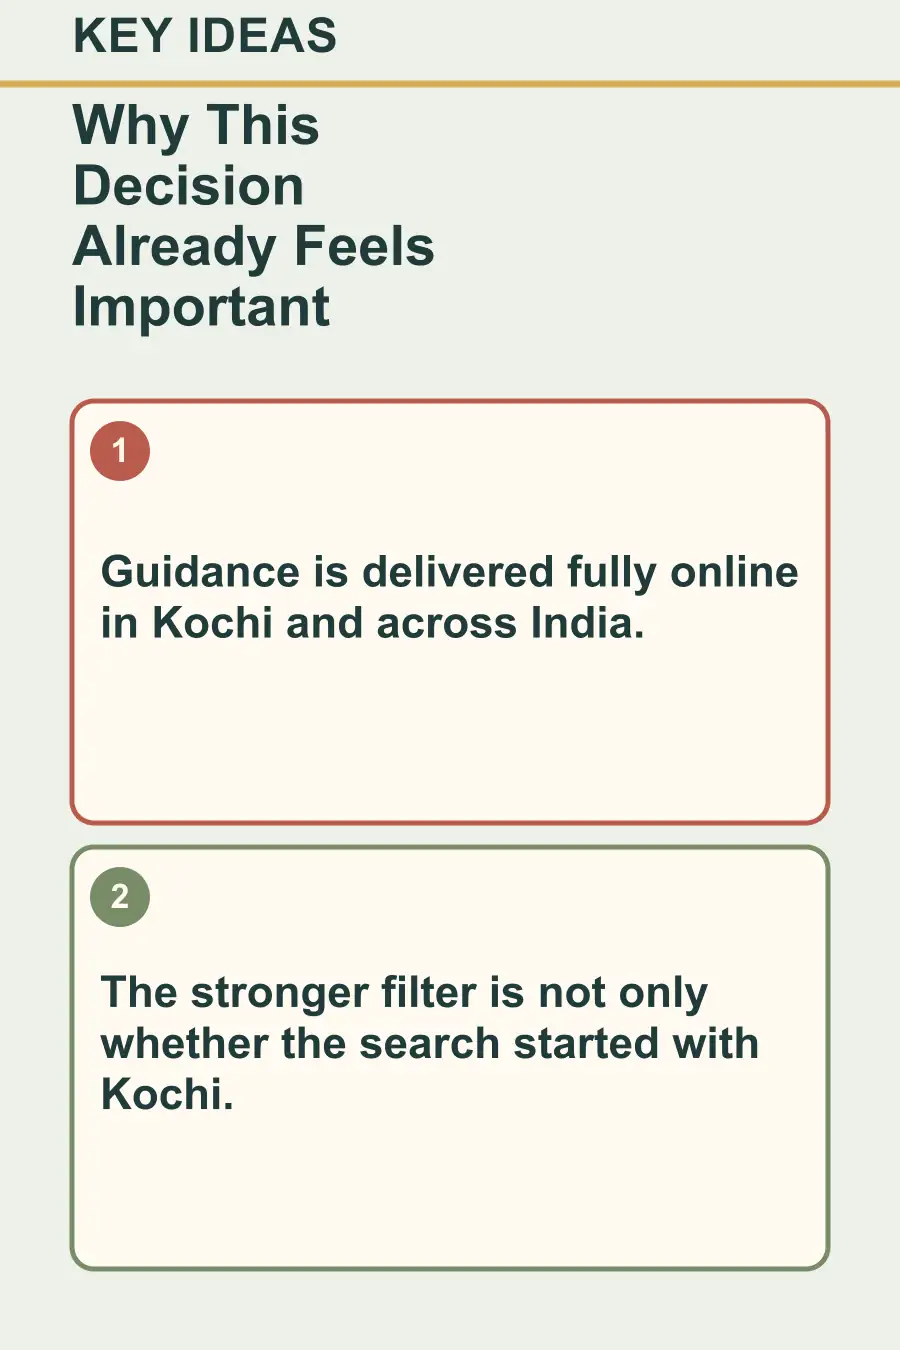 KEY IDEAS
Why This
Decision
Already Feels
Important
1
Guidance is delivered fully online
in Kochi and across India.
2
The stronger filter is not only
whether the search started with
Kochi.